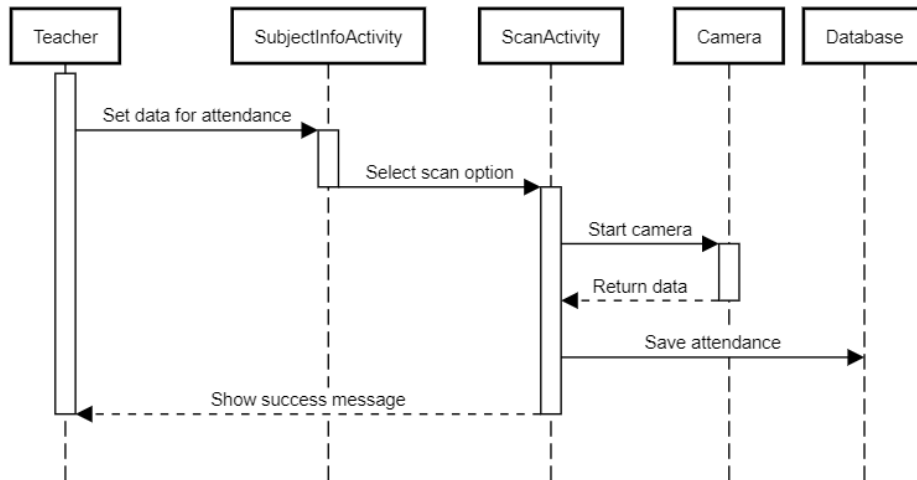 Teacher
SubjectInfoActivity
ScanActivity
Camera
Database
Set data for attendance
Select scan option
Start camera
Return data
Save attendance
Show success message